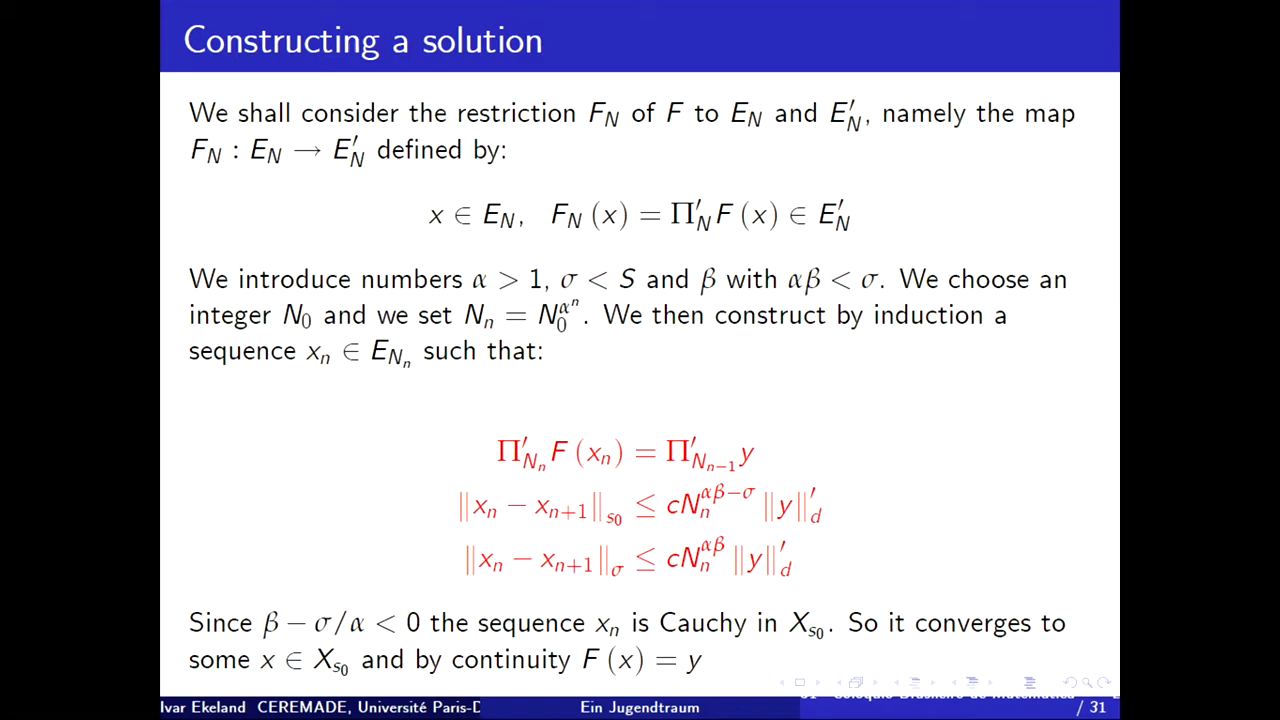 Constructing a solution
We shall consider the restriction F_N of F to E_N and E′_N, namely the map
F_N : E_N → E′_N defined by:
x ∈ E_N, F_N (x) = Π′_N F (x) ∈ E′_N
We introduce numbers α > 1, σ < S and β with αβ < σ. We choose an
integer N_0 and we set N_n = N_0^{α^n}. We then construct by induction a
sequence x_n ∈ E_{N_n} such that:
Π′_{N_n} F (x_n) = Π′_{N_{n−1}} y
‖x_n − x_{n+1}‖_{s_0} ≤ cN_n^{αβ−σ} ‖y‖′_d
‖x_n − x_{n+1}‖_σ ≤ cN_n^{αβ} ‖y‖′_d
Since β − σ/α < 0 the sequence x_n is Cauchy in X_{s_0}. So it converges to
some x ∈ X_{s_0} and by continuity F (x) = y
Ivar Ekeland CEREMADE, Université Paris-D
Ein Jugendtraum
/ 31